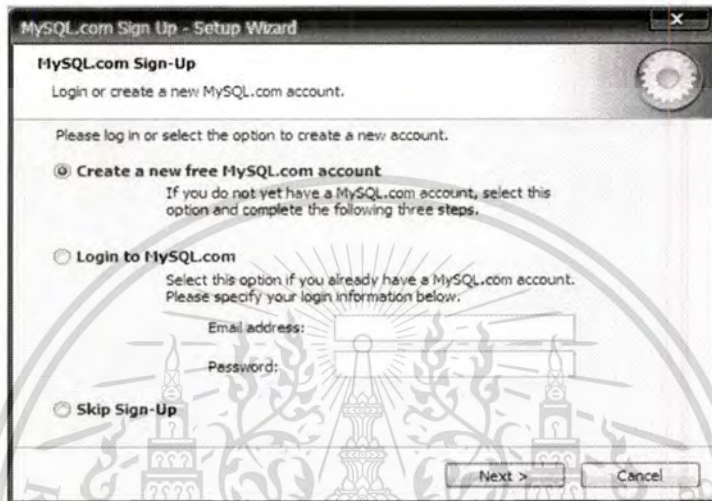 MySQL.com Sign Up - Setup Wizard
MySQL.com Sign-Up
Login or create a new MySQL.com account.
Please log in or select the option to create a new account.
Create a new free MySQL.com account
If you do not yet have a MySQL.com account, select this
option and complete the following three steps.
Login to MySQL.com
Select this option if you already have a MySQL.com account.
Please specify your login information below.
Email address:
Password:
Skip Sign-Up
Next >
Cancel